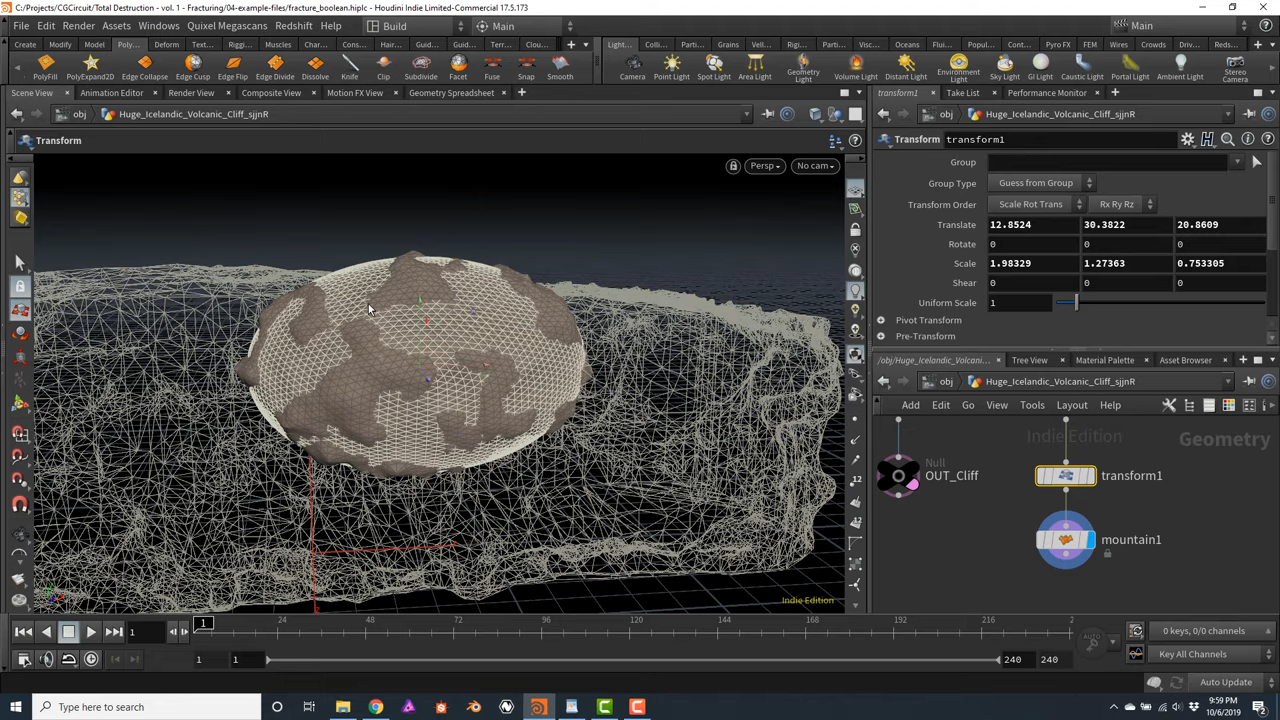 C:/Projects/CGCircuit/Total Destruction - vol. 1 - Fracturing/04-example-files/fracture_boolean.hiplc - Houdini Indie Limited-Commercial 17.5.173
File Edit Render Assets Windows Quixel Megascans Redshift Help Build Main Main
Create Modify Model Poly... Deform Text... Riggi... Muscles Char... Cons... Hair... Guid... Guid... Terr... Clou... Light... Colli... Parti... Grains Vell... Rigi... Parti... Visc... Oceans Flui... Popul... Cont... Pyro FX FEM Wires Crowds Driv... Reds...
PolyFill PolyExpand2D Edge Collapse Edge Cusp Edge Flip Edge Divide Dissolve Knife Clip Subdivide Facet Fuse Snap Smooth Camera Point Light Spot Light Area Light Geometry Light Volume Light Distant Light Environment Light Sky Light GI Light Caustic Light Portal Light Ambient Light Stereo Camera
Scene View Animation Editor Render View Composite View Motion FX View Geometry Spreadsheet transform1 Take List Performance Monitor
obj Huge_Icelandic_Volcanic_Cliff_sjjnR obj Huge_Icelandic_Volcanic_Cliff_sjjnR
Transform Transform transform1
Persp No cam
Group
Group Type Guess from Group
Transform Order Scale Rot Trans Rx Ry Rz
Translate 12.8524 30.3822 20.8609
Rotate 0 0 0
Scale 1.98329 1.27363 0.753305
Shear 0 0 0
Uniform Scale 1
Pivot Transform
Pre-Transform
/obj/Huge_Icelandic_Volcani... Tree View Material Palette Asset Browser
obj Huge_Icelandic_Volcanic_Cliff_sjjnR
Add Edit Go View Tools Layout Help
Indie Edition Geometry
Null
OUT_Cliff transform1
mountain1
Indie Edition
1 1 24 48 72 96 120 144 168 192 216 2
AUTO 0 keys, 0/0 channels
1 1 240 240 Key All Channels
Auto Update
Type here to search
9:59 PM
10/6/2019